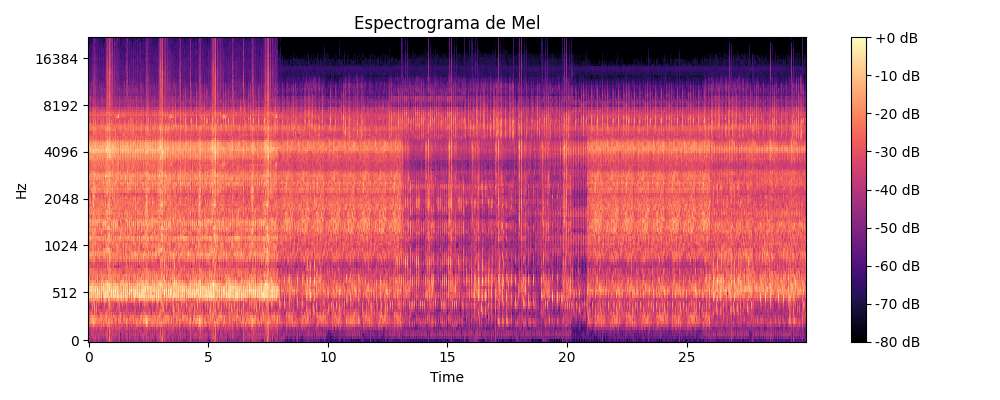 Espectrograma de Mel
Hz
16384
8192
4096
2048
1024
512
0
0 5 10 15 20 25
Time
+0 dB
-10 dB
-20 dB
-30 dB
-40 dB
-50 dB
-60 dB
-70 dB
-80 dB